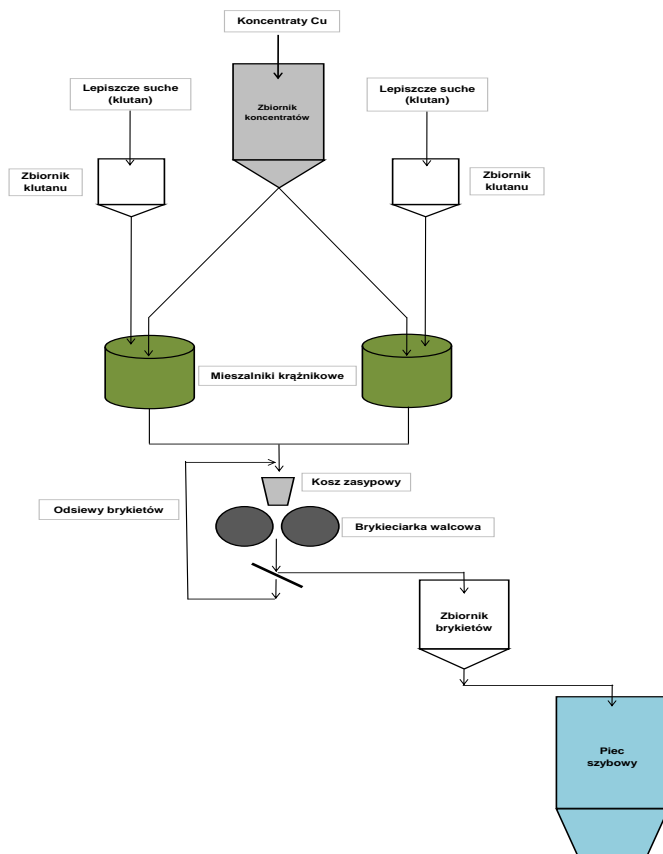 Koncentraty Cu
Lepiszcze suche
(klutan)
Zbiornik
koncentratów
Lepiszcze suche
(klutan)
Zbiornik
klutanu
Zbiornik
klutanu
Mieszalniki krążnikowe
Kosz zasypowy
Odsiewy brykietów
Brykieciarka walcowa
Zbiornik
brykietów
Piec
szybowy